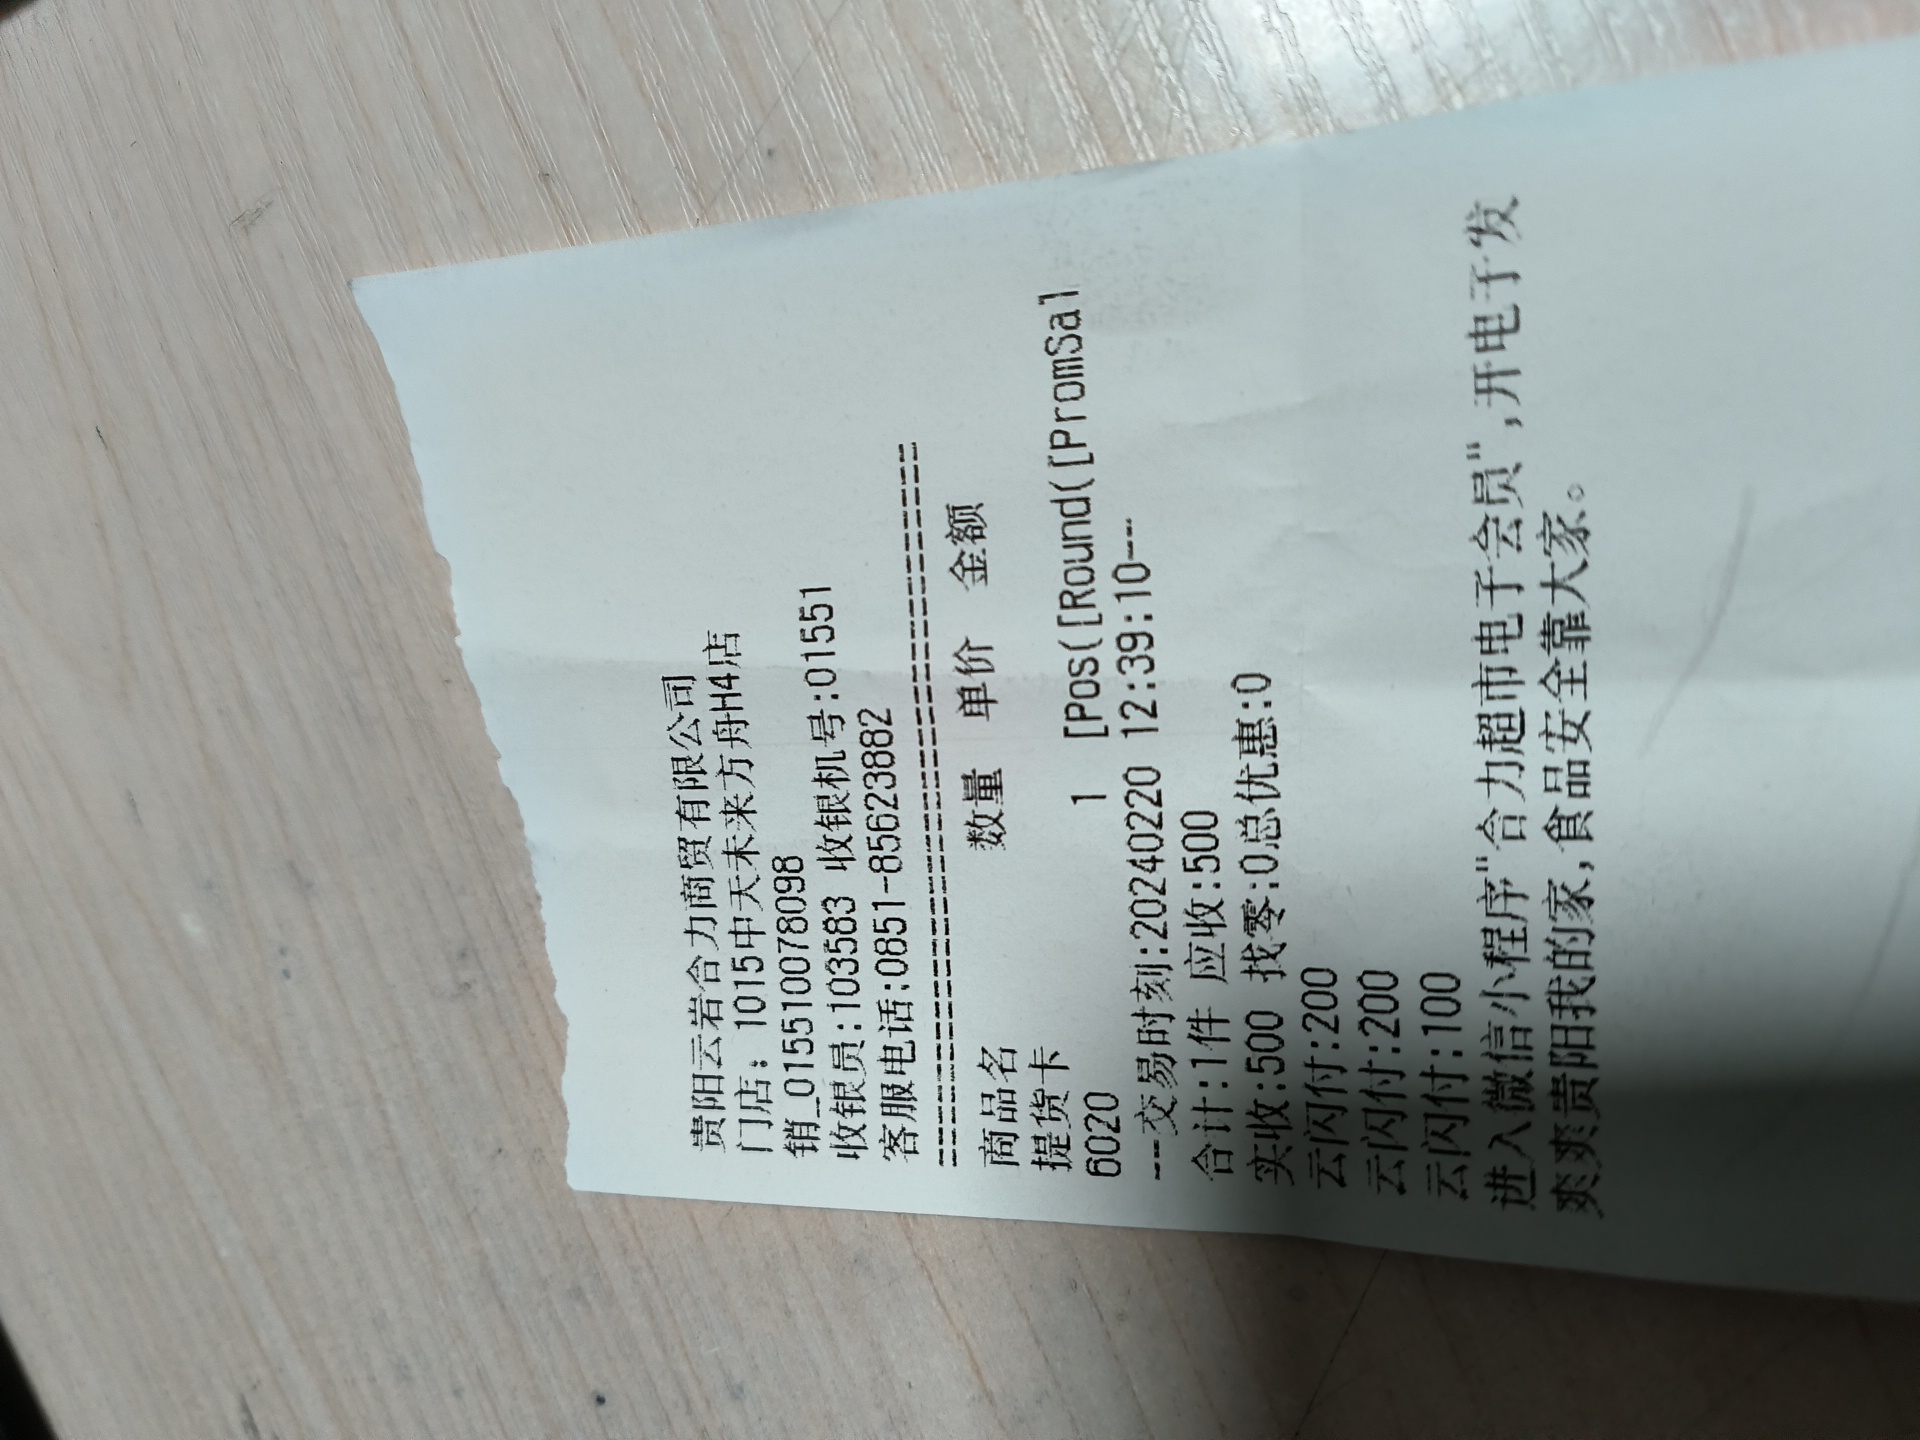 贵阳云岩合力商贸有限公司
门店：1015中天未来方舟H4店
销_015510078098
收银员:103583 收银机号:01551
客服电话:0851-85623882
==========================================
商品名 数量 单价 金额
提货卡
6020 1 [Pos([Round([PromSal
---交易时刻:20240220 12:39:10---
合计:1件 应收:500
实收:500 找零:0总优惠:0
云闪付:200
云闪付:200
云闪付:100
进入微信小程序"合力超市电子会员",开电子发
爽爽贵阳我的家,食品安全靠大家。